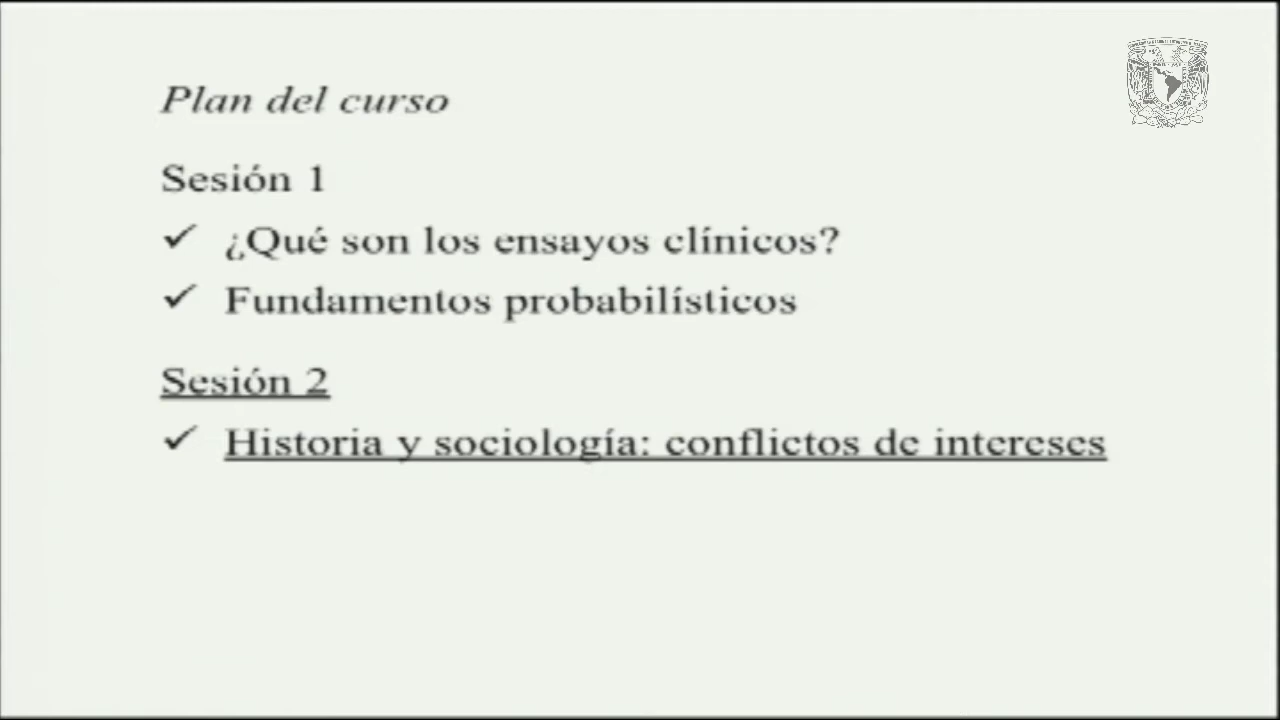 Plan del curso
Sesión 1
✓ ¿Qué son los ensayos clínicos?
✓ Fundamentos probabilísticos
Sesión 2
✓ Historia y sociología: conflictos de intereses